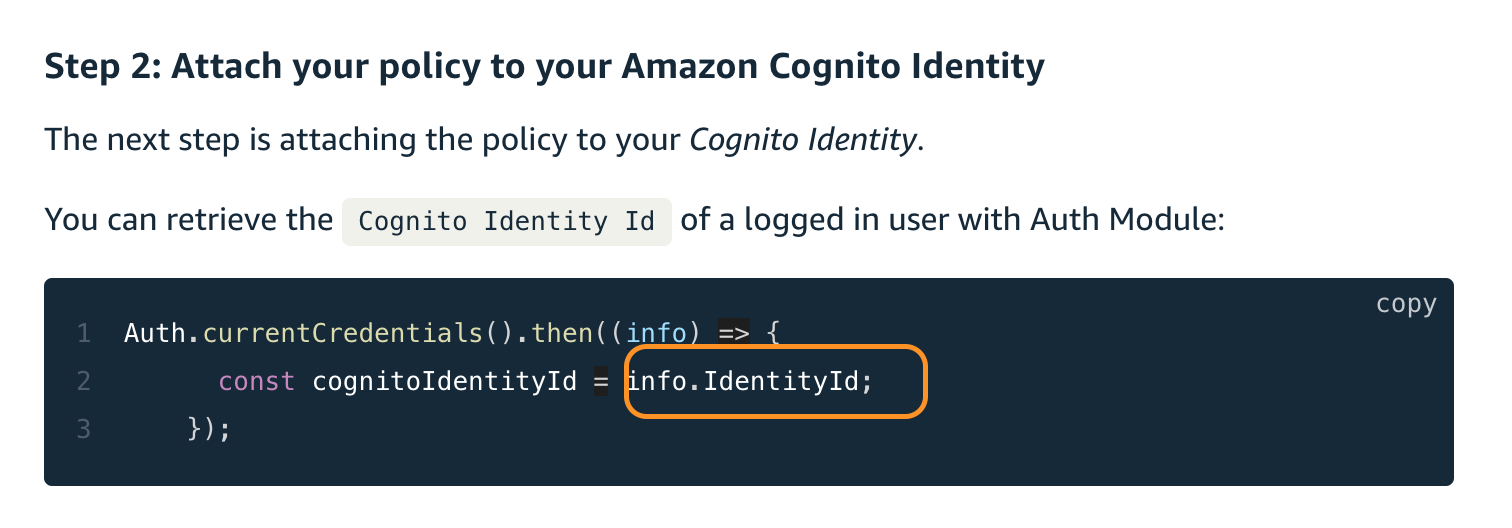 Step 2: Attach your policy to your Amazon Cognito Identity
The next step is attaching the policy to your Cognito Identity.
You can retrieve the Cognito Identity Id of a logged in user with Auth Module:
copy
1 Auth.currentCredentials().then((info) => {
2 const cognitoIdentityId = info.IdentityId;
3 });